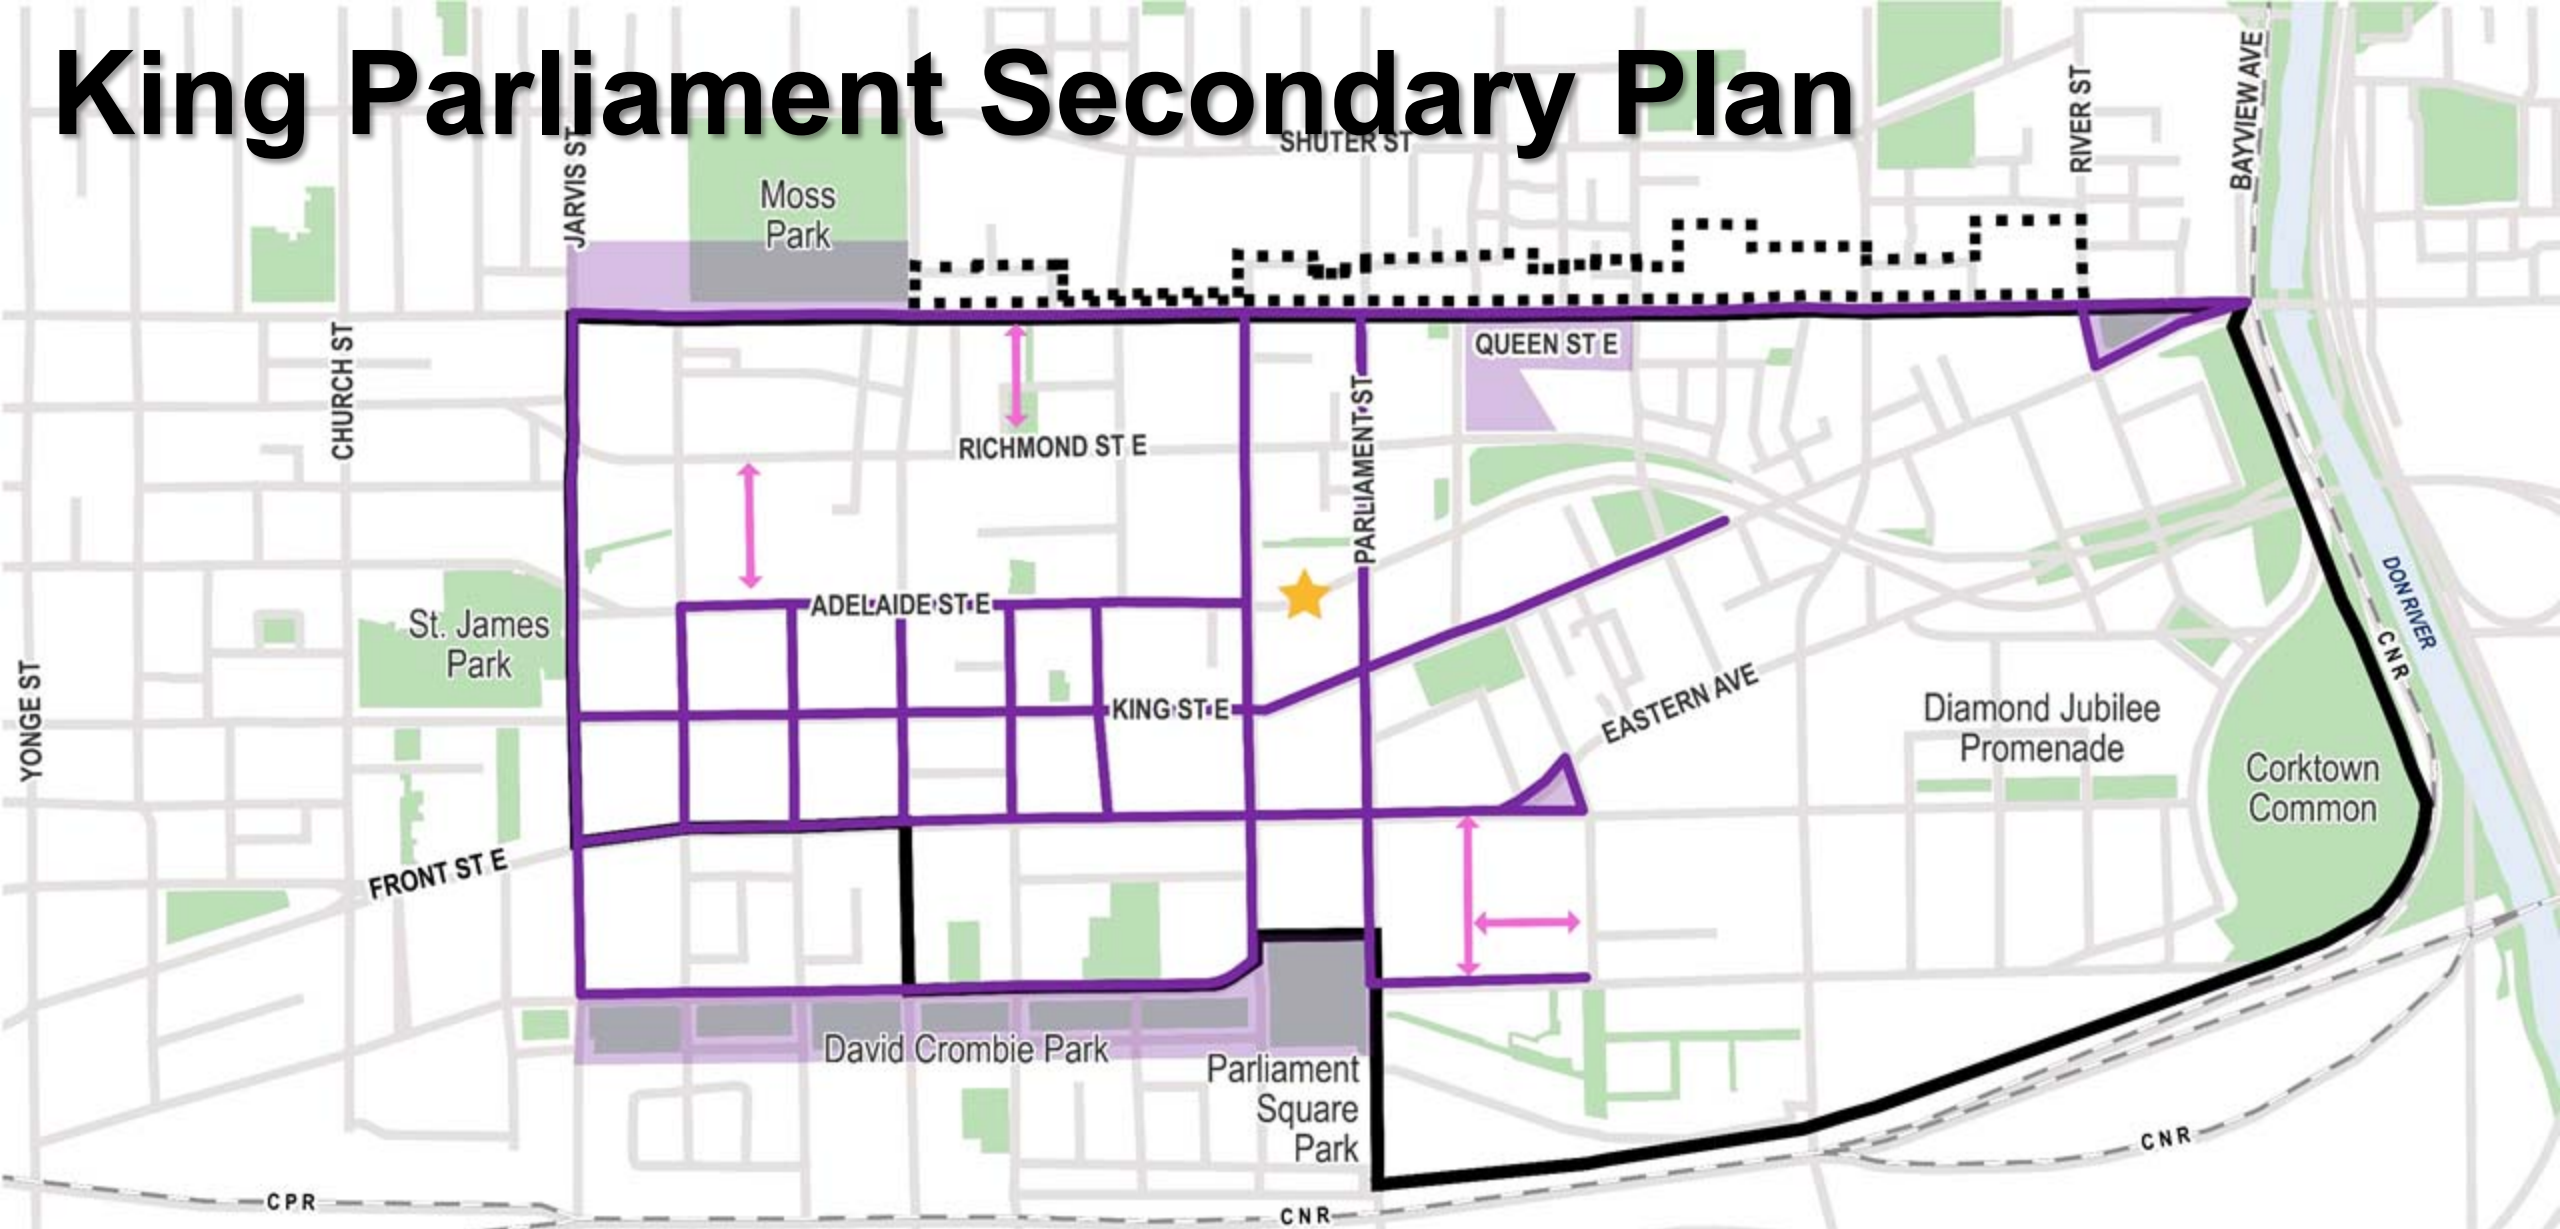 King Parliament Secondary Plan
SHUTER ST
JARVIS ST
RIVER ST
BAYVIEW AVE
Moss
Park
QUEEN ST E
CHURCH ST
RICHMOND ST E
PARLIAMENT ST
ADELAIDE ST E
St. James
Park
DON RIVER
CNR
YONGE ST
KING ST E
EASTERN AVE
Diamond Jubilee
Promenade
Corktown
Common
FRONT ST E
David Crombie Park
Parliament
Square
Park
CNR
CPR
CNR